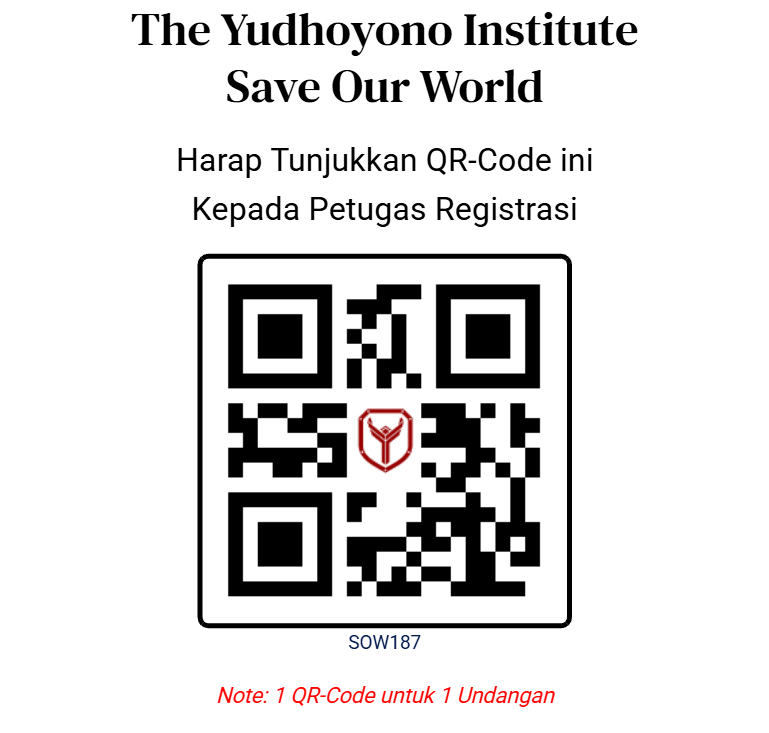 The Yudhoyono Institute
Save Our World
Harap Tunjukkan QR-Code ini
Kepada Petugas Registrasi
SOW187
Note: 1 QR-Code untuk 1 Undangan